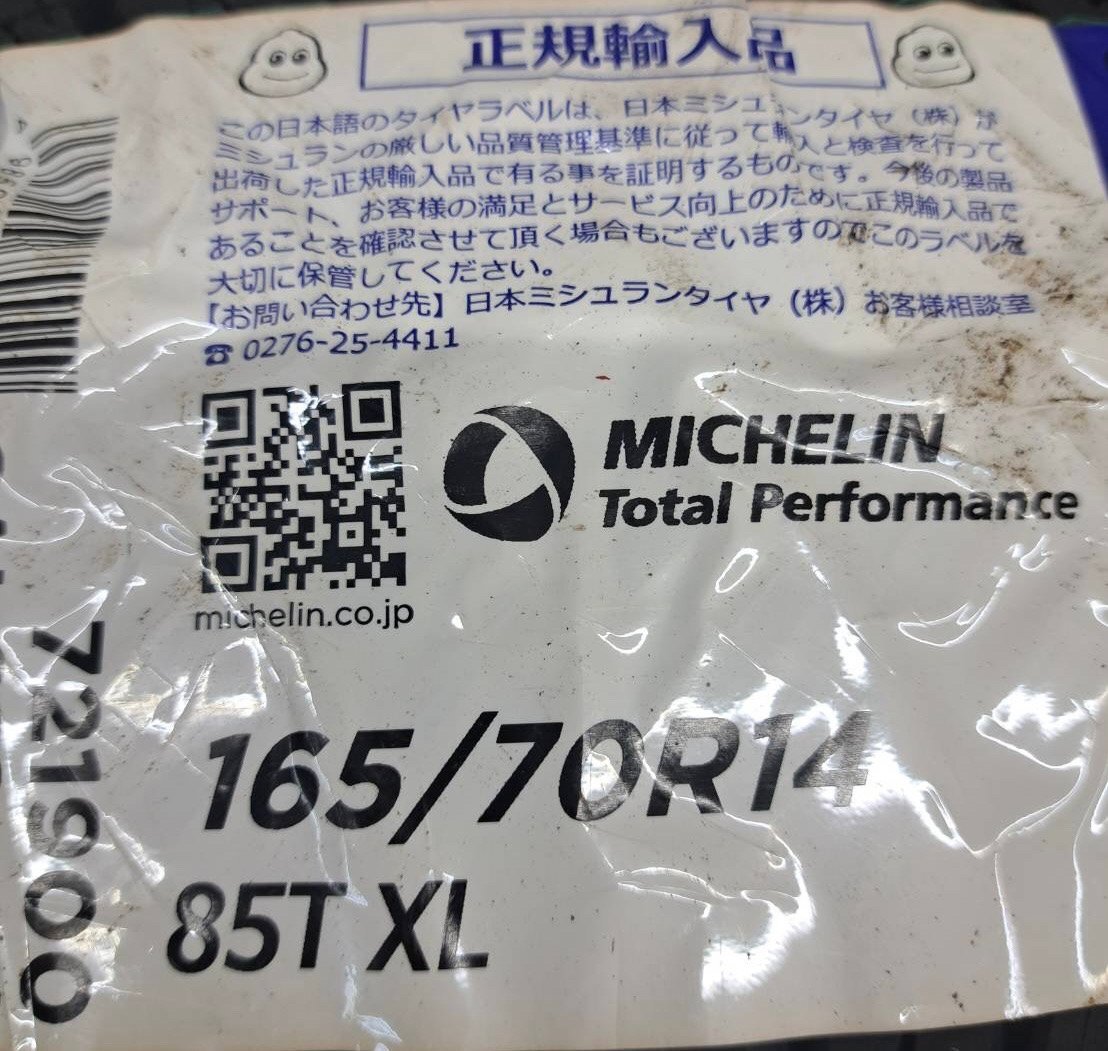 正規輸入品
この日本語のタイヤラベルは、日本ミシュランタイヤ（株）が
ミシュランの厳しい品質管理基準に従って輸入と検査を行って
出荷した正規輸入品で有る事を証明するものです。今後の製品
サポート、お客様の満足とサービス向上のために正規輸入品で
あることを確認させて頂く場合もございますのでこのラベルを
大切に保管してください。
【お問い合わせ先】日本ミシュランタイヤ（株）お客様相談室
☎ 0276-25-4411
MICHELIN
Total Performance
michelin.co.jp
721900
165/70R14
85T XL